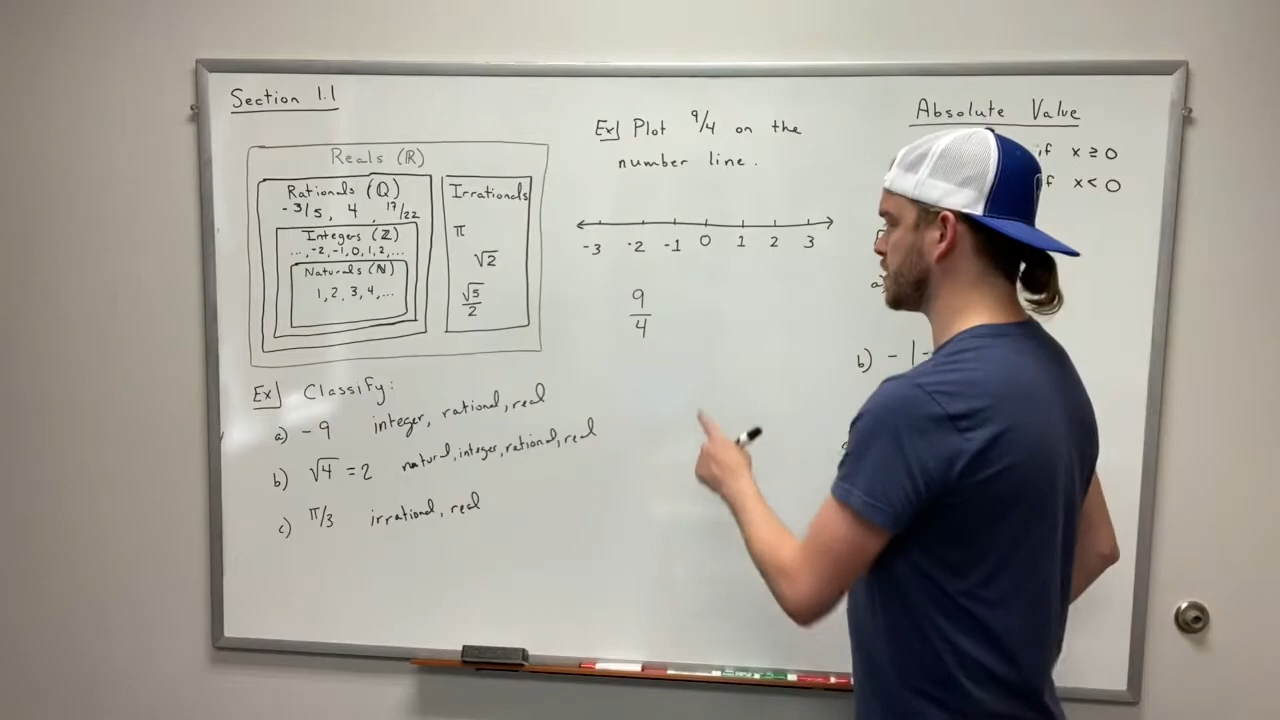 Section 1.1
Reals (ℝ)
Rationals (ℚ)
-3/5, 4, 17/22
Integers (ℤ)
..., -2, -1, 0, 1, 2, ...
Naturals (ℕ)
1, 2, 3, 4, ...
Irrationals
π
√2
√5/2
Ex] Classify:
a) -9 integer, rational, real
b) √4 = 2 natural, integer, rational, real
c) π/3 irrational, real
Ex] Plot 9/4 on the
number line.
-3 -2 -1 0 1 2 3
9/4
Absolute Value
if x ≥ 0
if x < 0
a)
b) - |-